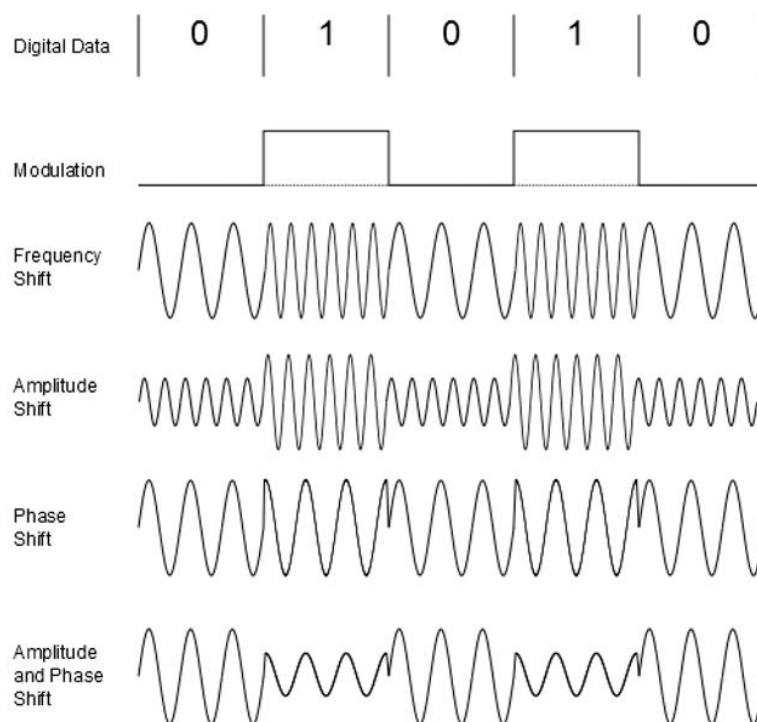 Digital Data 0 1 0 1 0
Modulation
Frequency
Shift
Amplitude
Shift
Phase
Shift
Amplitude
and Phase
Shift